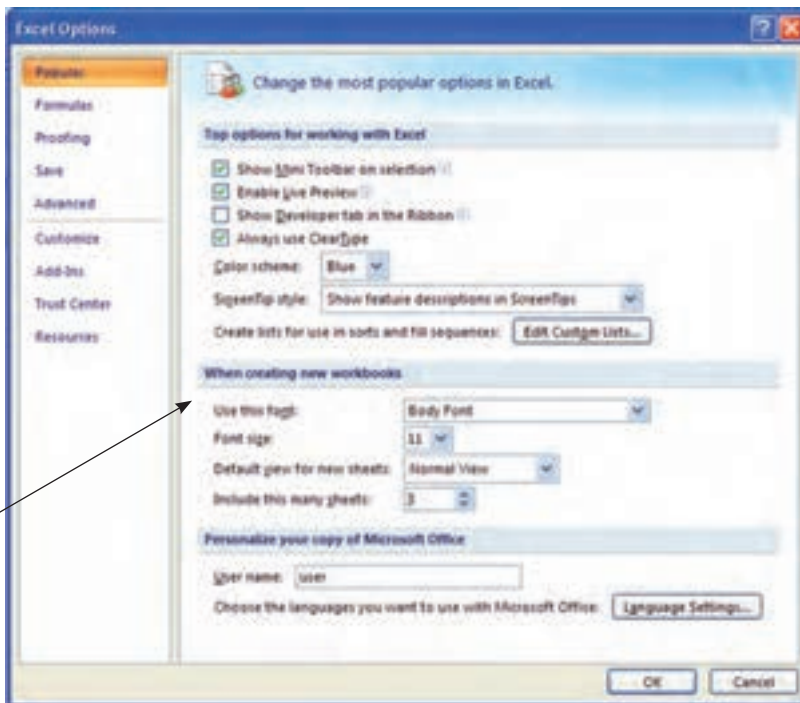 Excel Options
Popular
Formulas
Proofing
Save
Advanced
Customize
Add-Ins
Trust Center
Resources
Change the most popular options in Excel.
Top options for working with Excel
Show Mini Toolbar on selection
Enable Live Preview
Show Developer tab in the Ribbon
Always use ClearType
Color scheme: Blue
ScreenTip style: Show feature descriptions in ScreenTips
Create lists for use in sorts and fill sequences: Edit Custom Lists...
When creating new workbooks
Use this font: Body Font
Font size: 11
Default view for new sheets: Normal View
Include this many sheets: 3
Personalize your copy of Microsoft Office
User name: user
Choose the languages you want to use with Microsoft Office: Language Settings...
OK Cancel